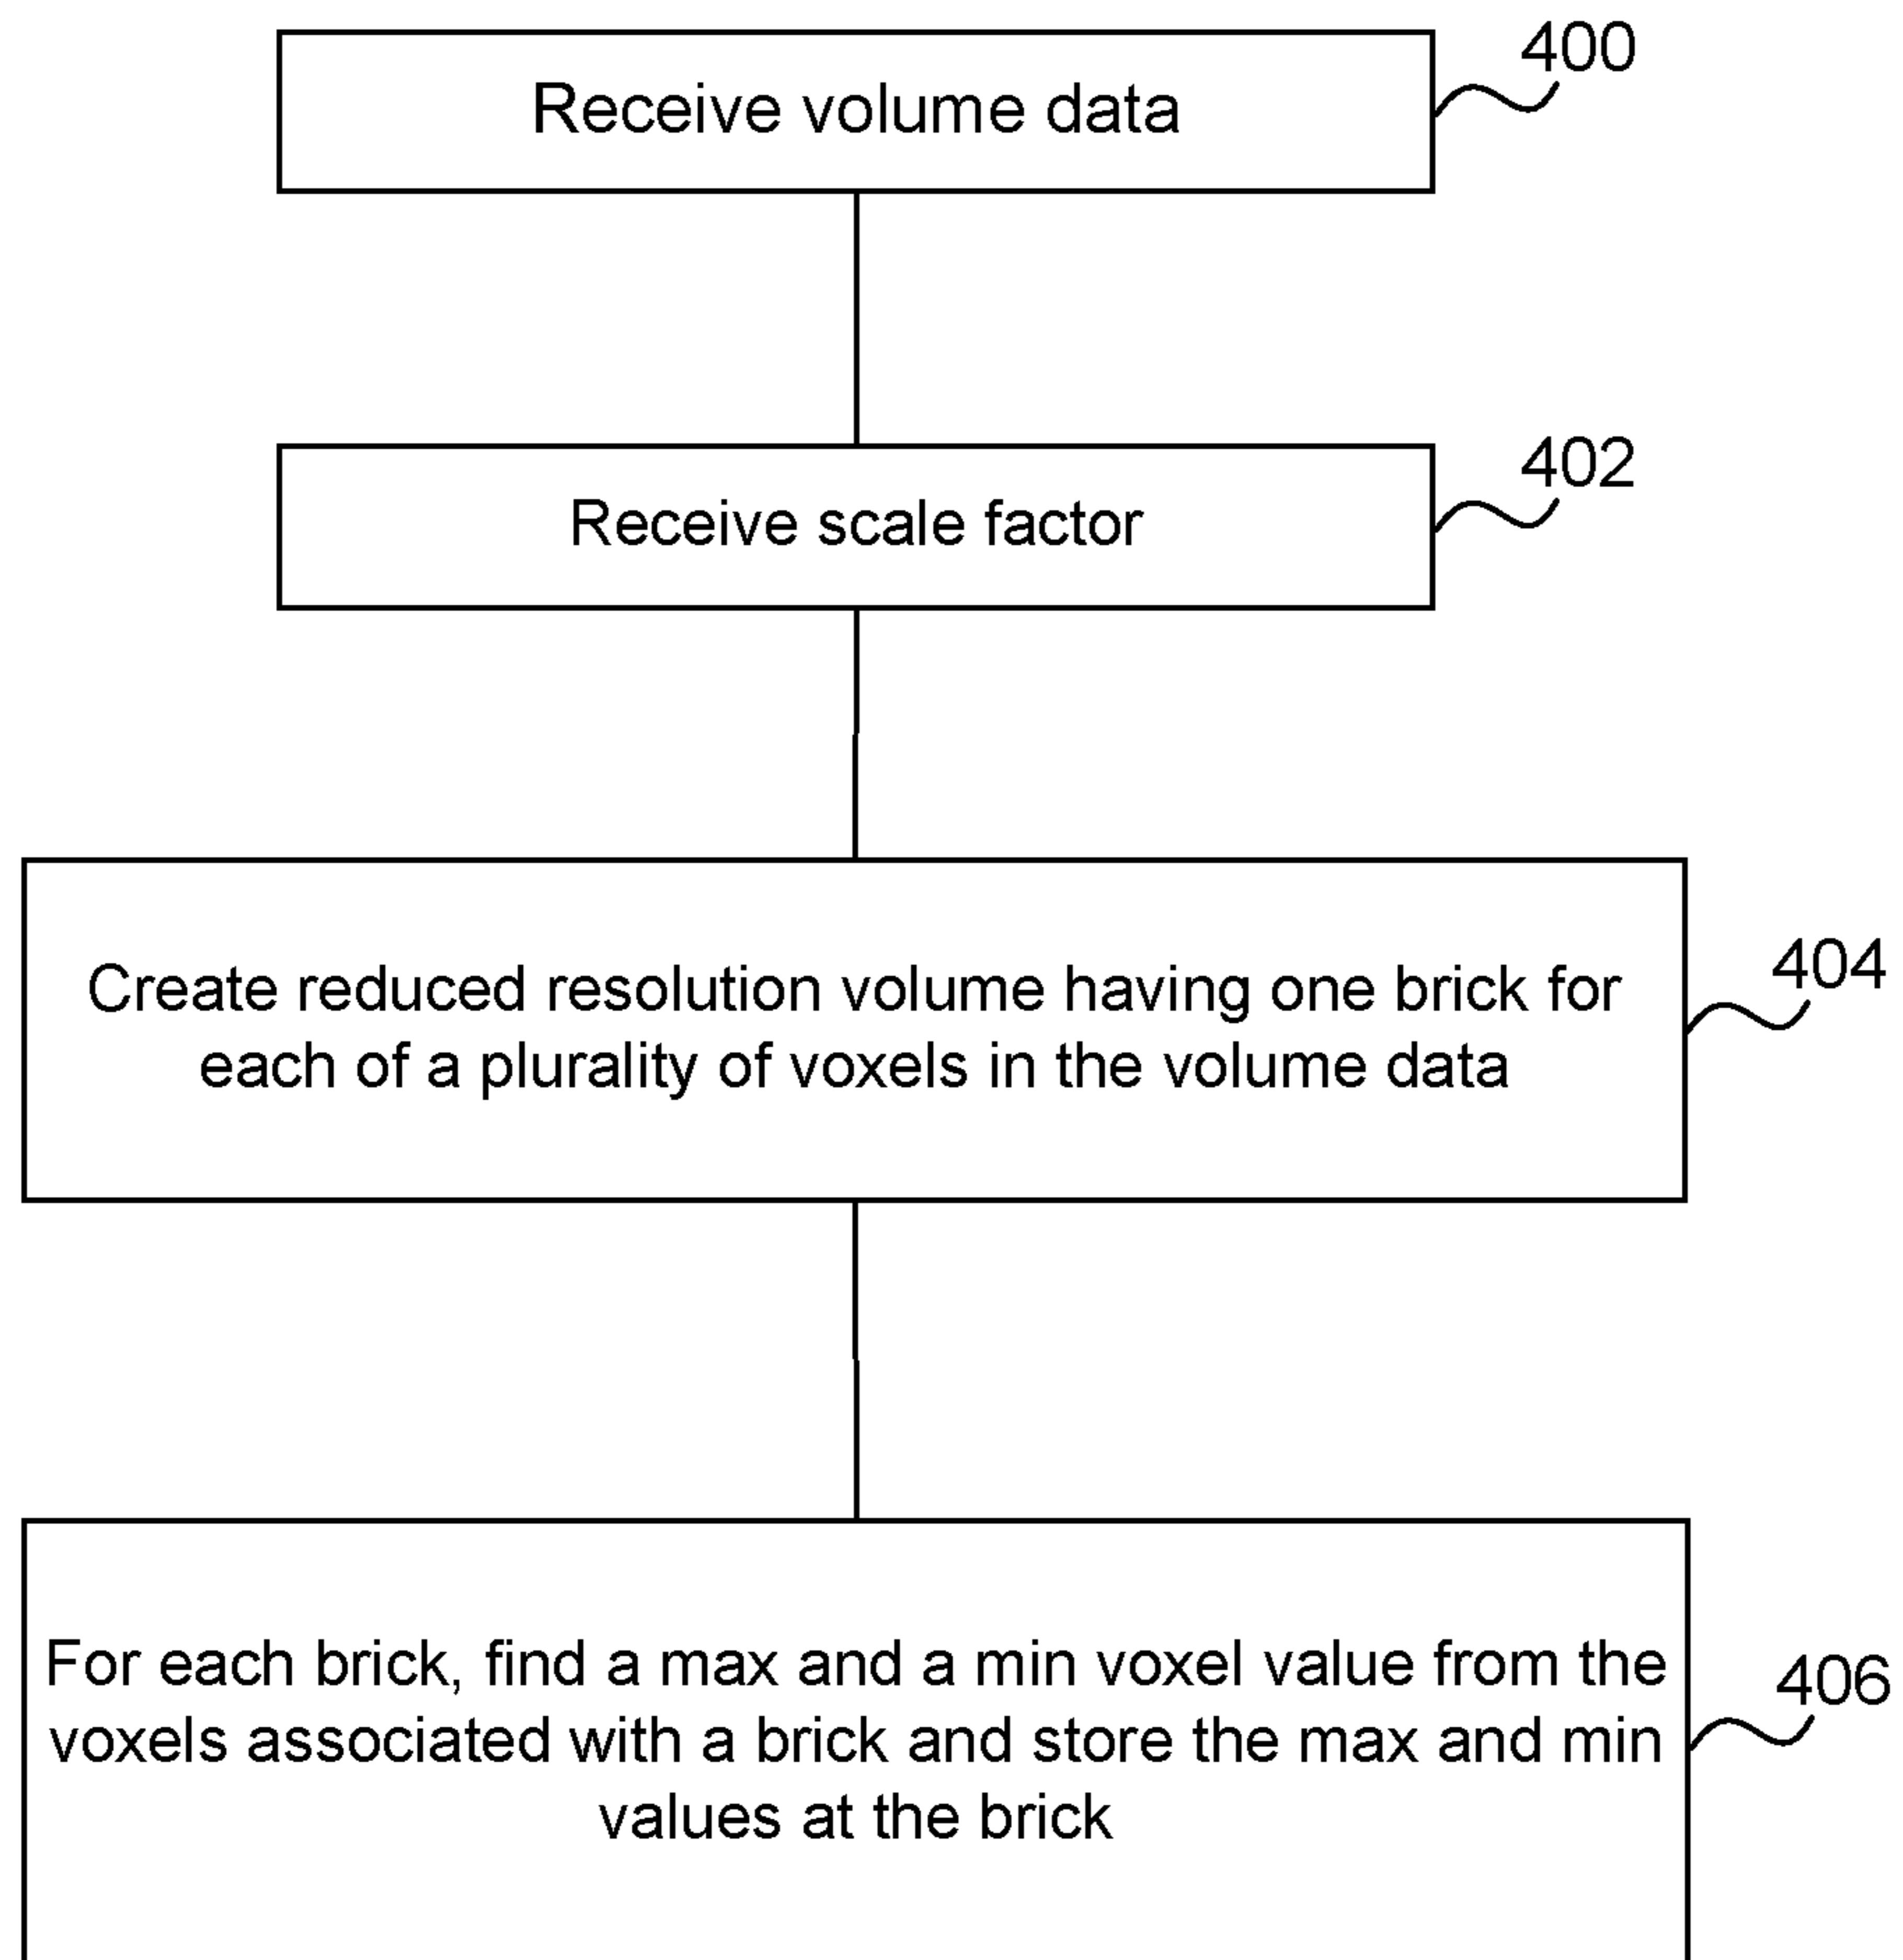 Receive volume data
400
Receive scale factor
402
Create reduced resolution volume having one brick for
each of a plurality of voxels in the volume data
404
For each brick, find a max and a min voxel value from the
voxels associated with a brick and store the max and min
values at the brick
406